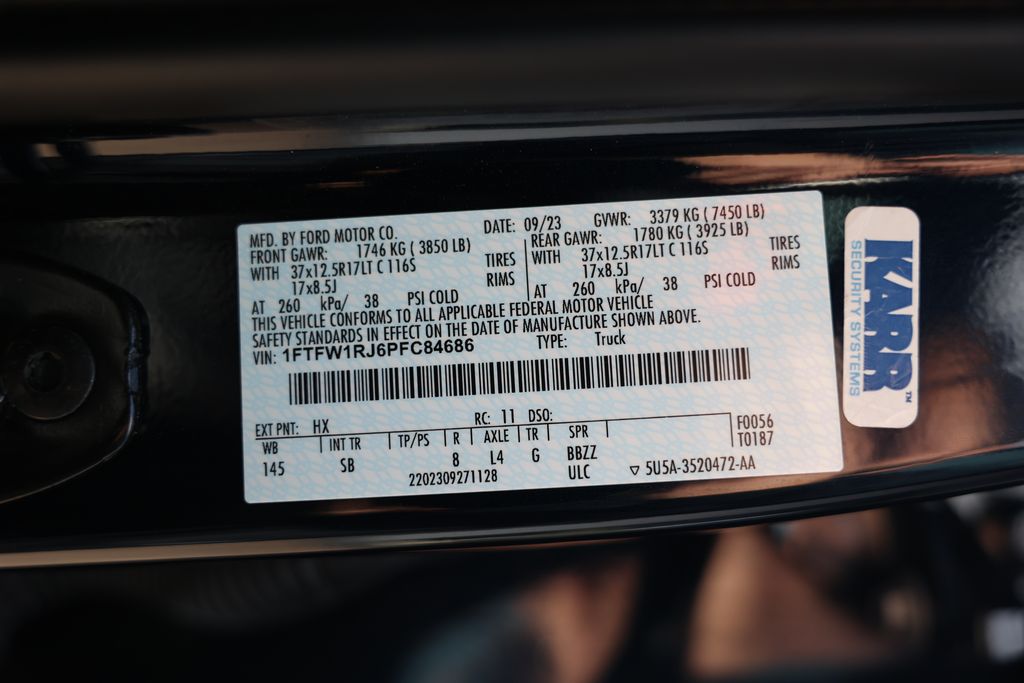 MFD. BY FORD MOTOR CO. DATE: 09/23 GVWR: 3379 KG ( 7450 LB)
FRONT GAWR: 1746 KG ( 3850 LB) REAR GAWR: 1780 KG ( 3925 LB)
WITH 37x12.5R17LT C 116S TIRES WITH 37x12.5R17LT C 116S TIRES
17x8.5J RIMS 17x8.5J RIMS
AT 260 kPa/ 38 PSI COLD AT 260 kPa/ 38 PSI COLD
THIS VEHICLE CONFORMS TO ALL APPLICABLE FEDERAL MOTOR VEHICLE
SAFETY STANDARDS IN EFFECT ON THE DATE OF MANUFACTURE SHOWN ABOVE.
VIN: 1FTFW1RJ6PFC84686 TYPE: Truck
EXT PNT: HX RC: 11 DSO:
WB INT TR TP/PS R AXLE TR SPR F0056
145 SB 8 L4 G BBZZ T0187
2202309271128 ULC ▽ 5U5A-3520472-AA
KARR™
SECURITY SYSTEMS